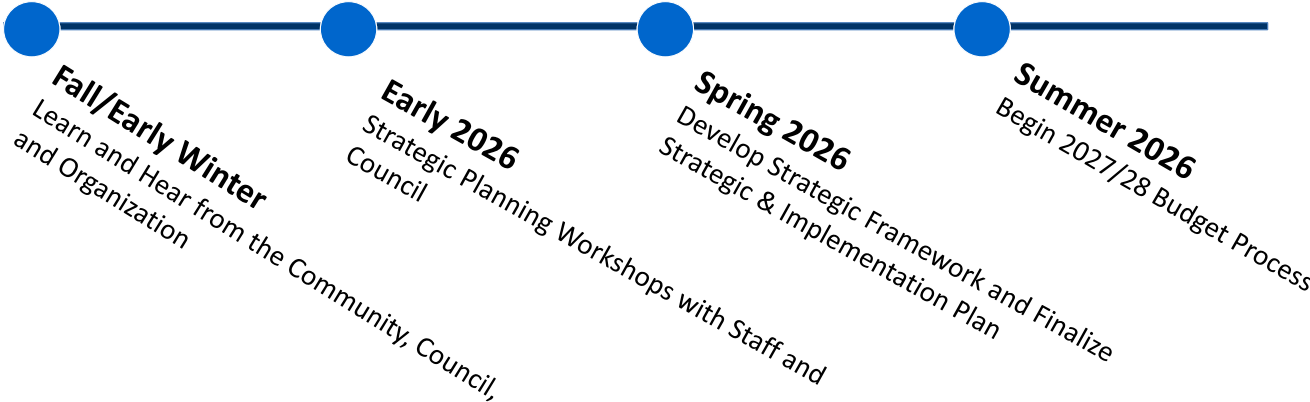 Fall/Early Winter
Learn and Hear from the Community, Council,
and Organization
Early 2026
Strategic Planning Workshops with Staff and
Council
Spring 2026
Develop Strategic Framework and Finalize
Strategic & Implementation Plan
Summer 2026
Begin 2027/28 Budget Process